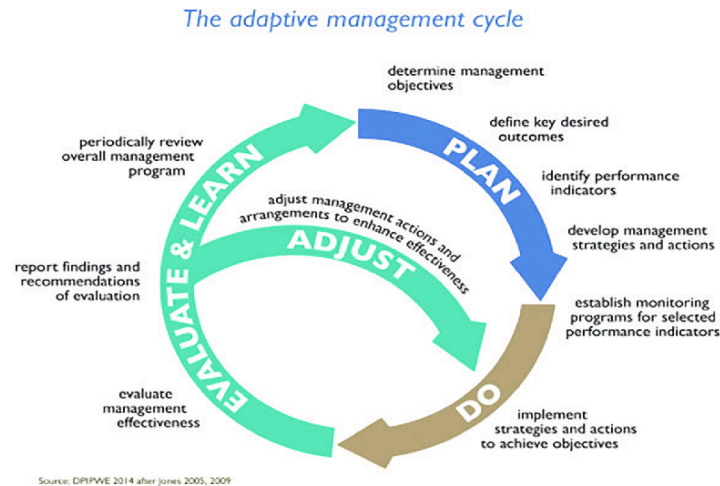 The adaptive management cycle
determine management
objectives
define key desired
outcomes
PLAN
identify performance
indicators
develop management
strategies and actions
establish monitoring
programs for selected
performance indicators
DO
implement
strategies and actions
to achieve objectives
evaluate
management
effectiveness
EVALUATE & LEARN
report findings and
recommendations
of evaluation
periodically review
overall management
program
adjust management actions and
arrangements to enhance effectiveness
ADJUST
Source: DPIPWE 2014 after Jones 2005, 2009